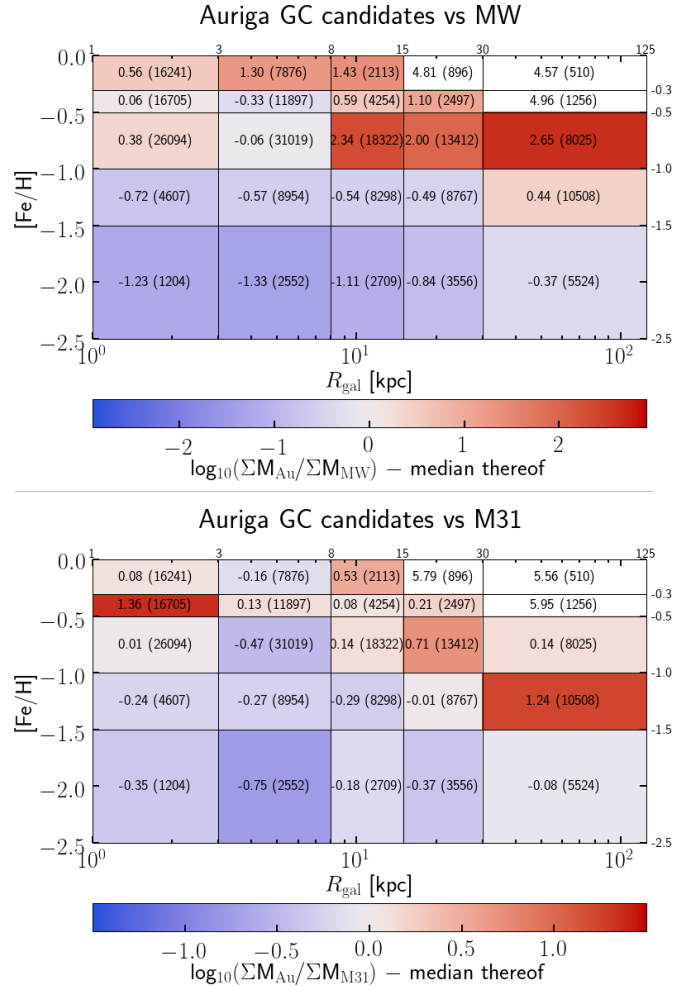 Auriga GC candidates vs MW
1 3 8 15 30 125
0.0 0.56 (16241) 1.30 (7876) 1.43 (2113) 4.81 (896) 4.57 (510)
-0.3
0.06 (16705) -0.33 (11897) 0.59 (4254) 1.10 (2497) 4.96 (1256)
−0.5 -0.5
0.38 (26094) -0.06 (31019) 2.34 (18322) 2.00 (13412) 2.65 (8025)
−1.0 -1.0
[Fe/H]
-0.72 (4607) -0.57 (8954) -0.54 (8298) -0.49 (8767) 0.44 (10508)
−1.5 -1.5
−2.0 -1.23 (1204) -1.33 (2552) -1.11 (2709) -0.84 (3556) -0.37 (5524)
−2.5 -2.5
10^0 10^1 10^2
R_gal [kpc]
−2 −1 0 1 2
log₁₀(ΣM_Au/ΣM_MW) − median thereof
Auriga GC candidates vs M31
1 3 8 15 30 125
0.0 0.08 (16241) -0.16 (7876) 0.53 (2113) 5.79 (896) 5.56 (510)
-0.3
1.36 (16705) 0.13 (11897) 0.08 (4254) 0.21 (2497) 5.95 (1256)
−0.5 -0.5
0.01 (26094) -0.47 (31019) 0.14 (18322) 0.71 (13412) 0.14 (8025)
−1.0 -1.0
[Fe/H]
-0.24 (4607) -0.27 (8954) -0.29 (8298) -0.01 (8767) 1.24 (10508)
−1.5 -1.5
−2.0 -0.35 (1204) -0.75 (2552) -0.18 (2709) -0.37 (3556) -0.08 (5524)
−2.5 -2.5
10^0 10^1 10^2
R_gal [kpc]
−1.0 −0.5 0.0 0.5 1.0
log₁₀(ΣM_Au/ΣM_M31) − median thereof